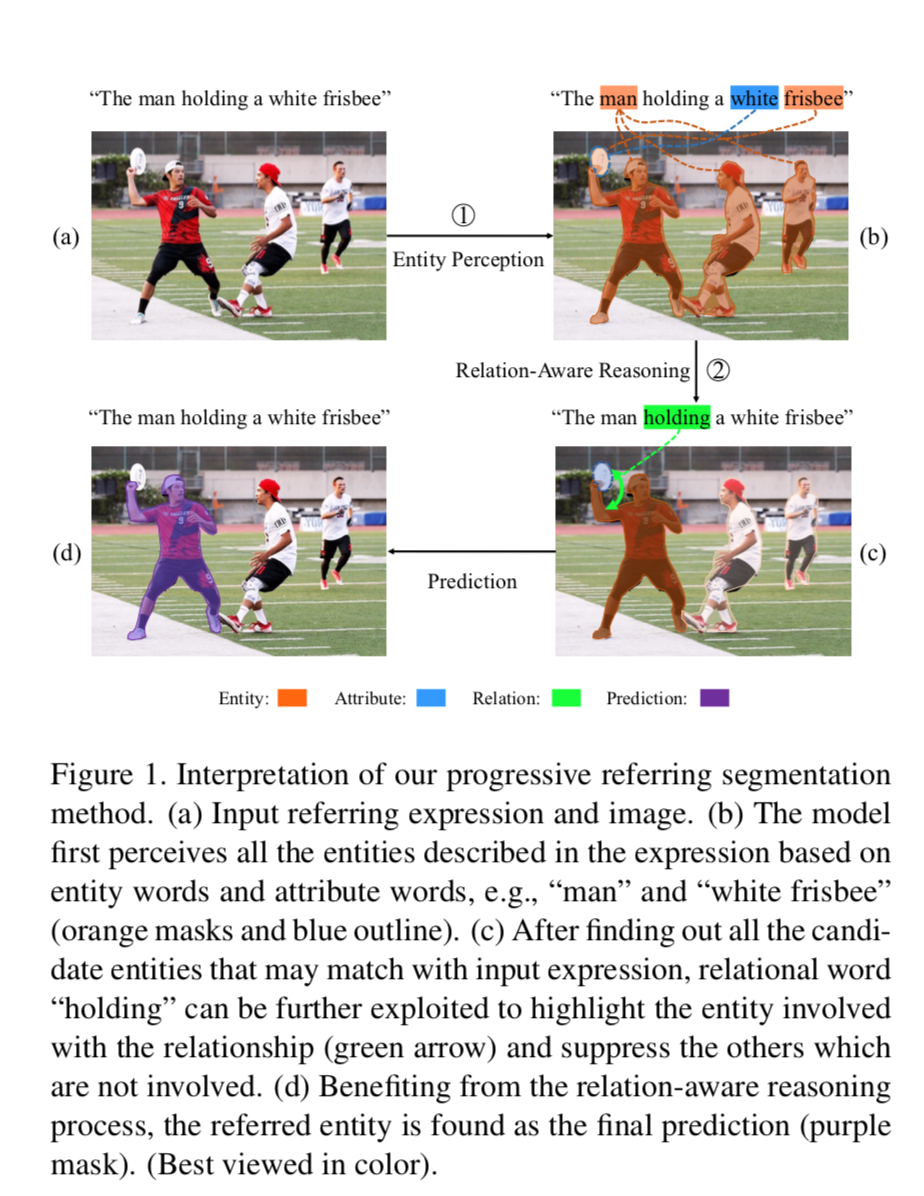 “The man holding a white frisbee”
“The man holding a white frisbee”
(a)
①
Entity Perception
(b)
Relation-Aware Reasoning
②
“The man holding a white frisbee”
“The man holding a white frisbee”
(d)
Prediction
(c)
Entity:
Attribute:
Relation:
Prediction:
Figure 1. Interpretation of our progressive referring segmentation
method. (a) Input referring expression and image. (b) The model
first perceives all the entities described in the expression based on
entity words and attribute words, e.g., “man” and “white frisbee”
(orange masks and blue outline). (c) After finding out all the candi-
date entities that may match with input expression, relational word
“holding” can be further exploited to highlight the entity involved
with the relationship (green arrow) and suppress the others which
are not involved. (d) Benefiting from the relation-aware reasoning
process, the referred entity is found as the final prediction (purple
mask). (Best viewed in color).